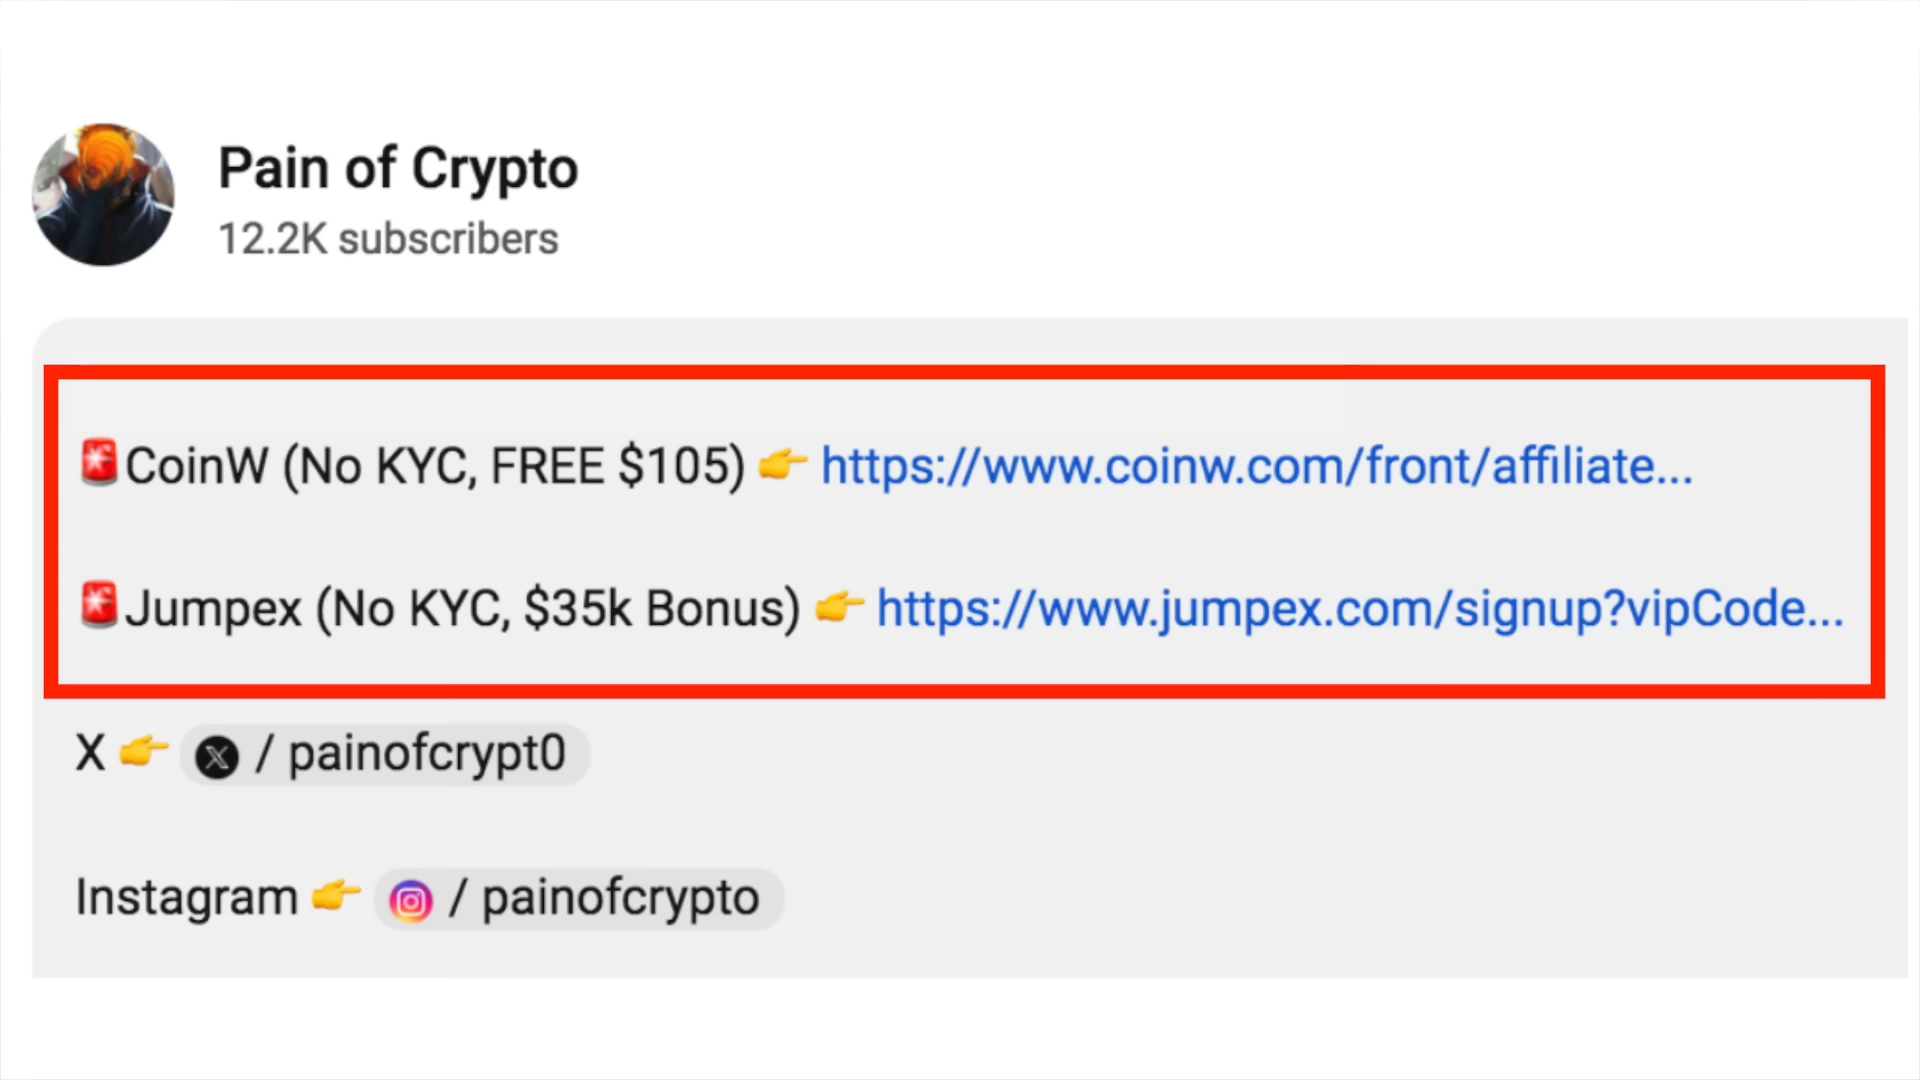 Pain of Crypto
12.2K subscribers
🚨CoinW (No KYC, FREE $105) 👉 https://www.coinw.com/front/affiliate...
🚨Jumpex (No KYC, $35k Bonus) 👉 https://www.jumpex.com/signup?vipCode...
X 👉 / painofcrypt0
Instagram 👉 / painofcrypto